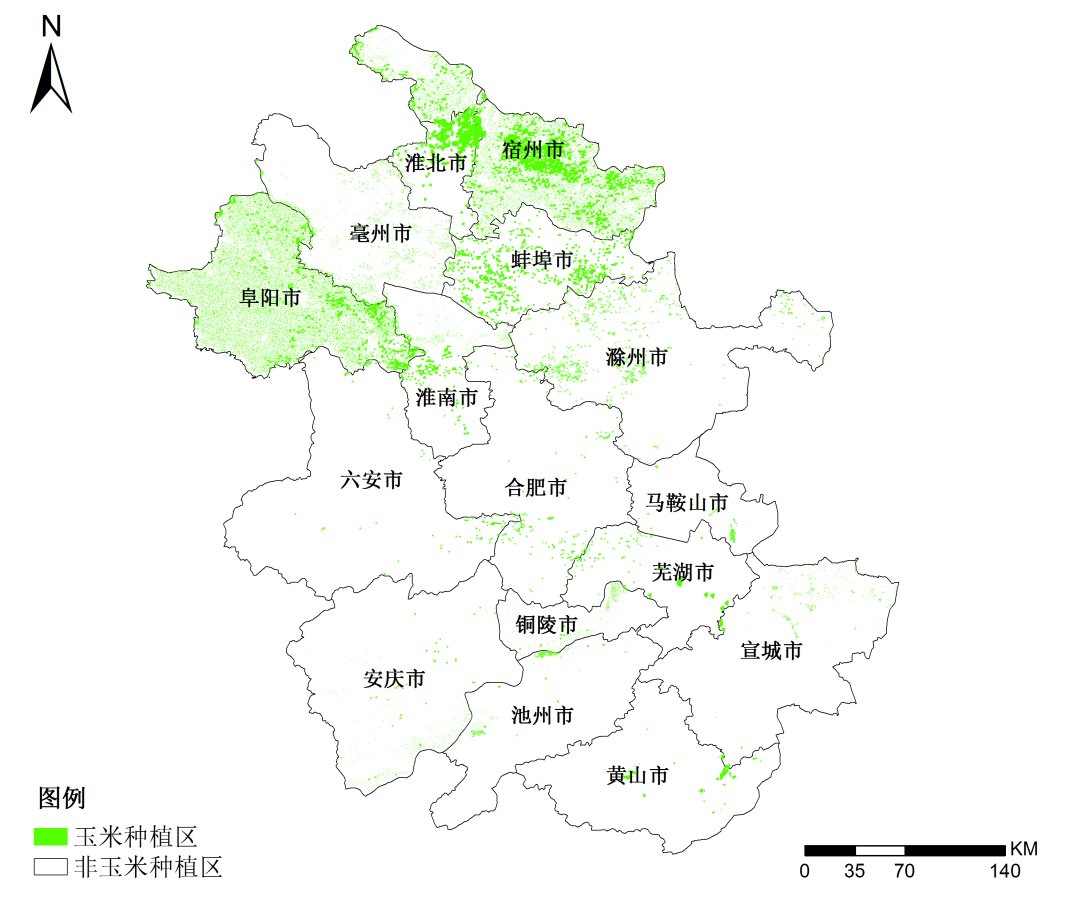 N
宿州市
淮北市
亳州市
蚌埠市
阜阳市
滁州市
淮南市
六安市
合肥市
马鞍山市
芜湖市
铜陵市
宣城市
安庆市
池州市
黄山市
图例
玉米种植区
非玉米种植区
KM
0 35 70 140